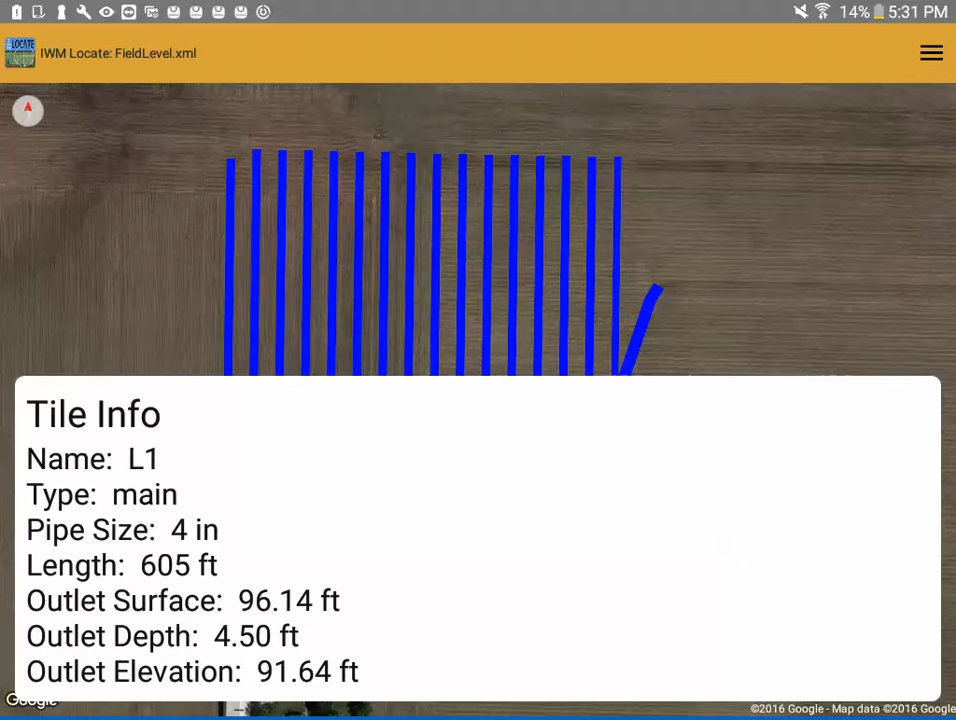 14% 5:31 PM
LOCATE
IWM Locate: FieldLevel.xml
Tile Info
Name: L1
Type: main
Pipe Size: 4 in
Length: 605 ft
Outlet Surface: 96.14 ft
Outlet Depth: 4.50 ft
Outlet Elevation: 91.64 ft
Google
©2016 Google - Map data ©2016 Google